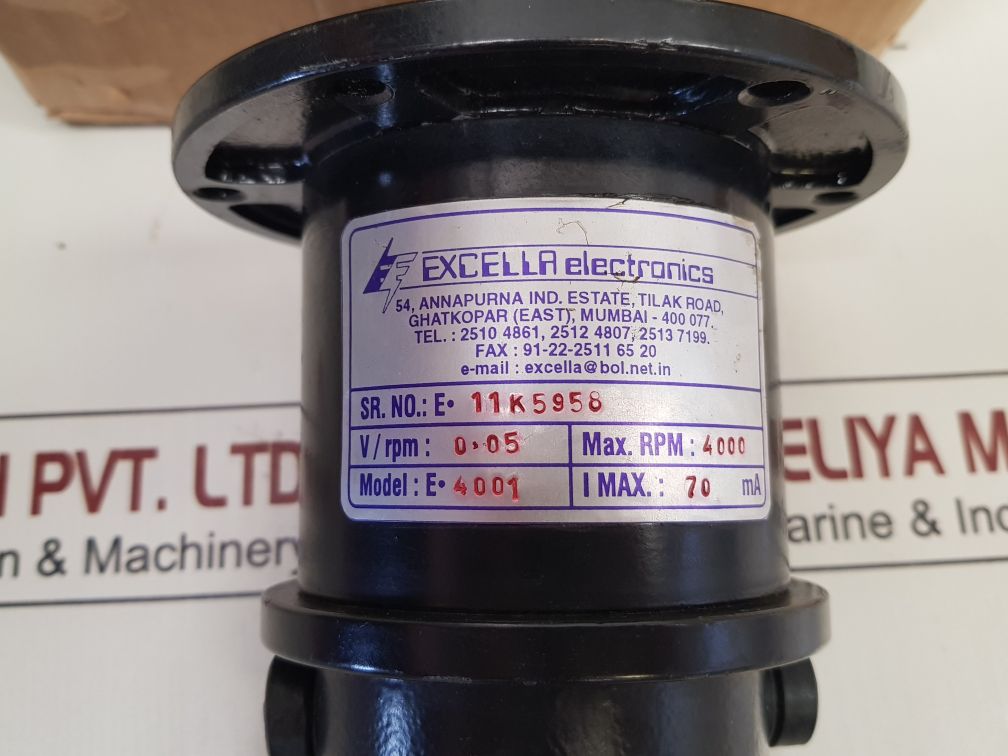 EXCELLA electronics
54, ANNAPURNA IND. ESTATE, TILAK ROAD,
GHATKOPAR (EAST), MUMBAI - 400 077.
TEL. : 2510 4861, 2512 4807, 2513 7199.
FAX : 91-22-2511 65 20
e-mail : excella@bol.net.in
SR. NO.: E• 11K5958
V / rpm : 0.05 Max. RPM : 4000
Model : E• 4001 I MAX. : 70 mA
PVT. LTD
& Machinery
ELIYA M
arine & Ind